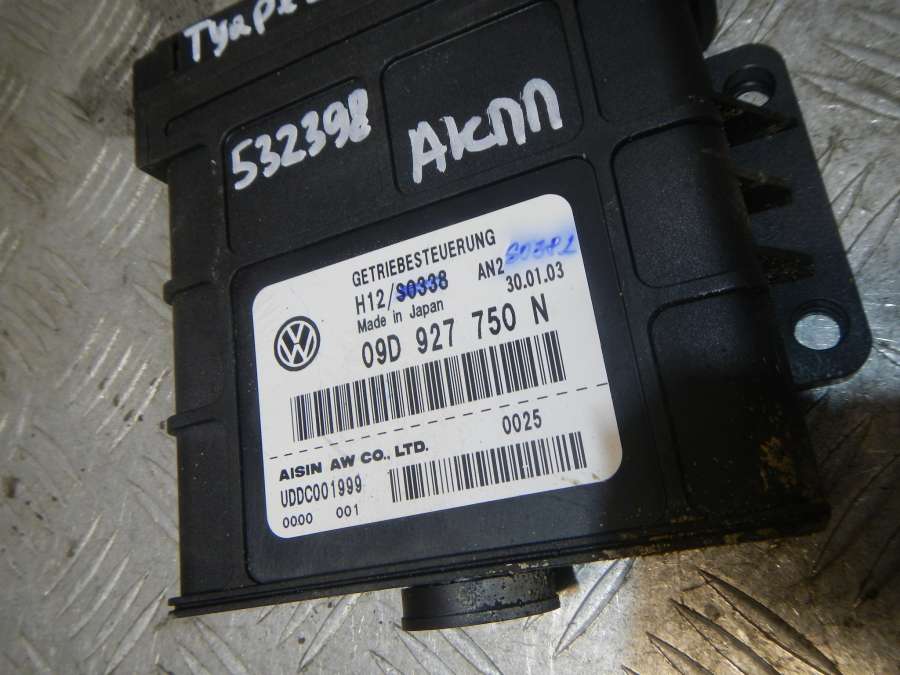 532398
АКПП
GETRIEBESTEUERUNG
H12/ AN2
Made in Japan 30.01.03
09D 927 750 N
0025
AISIN AW CO., LTD.
UDDC001999
0000 001